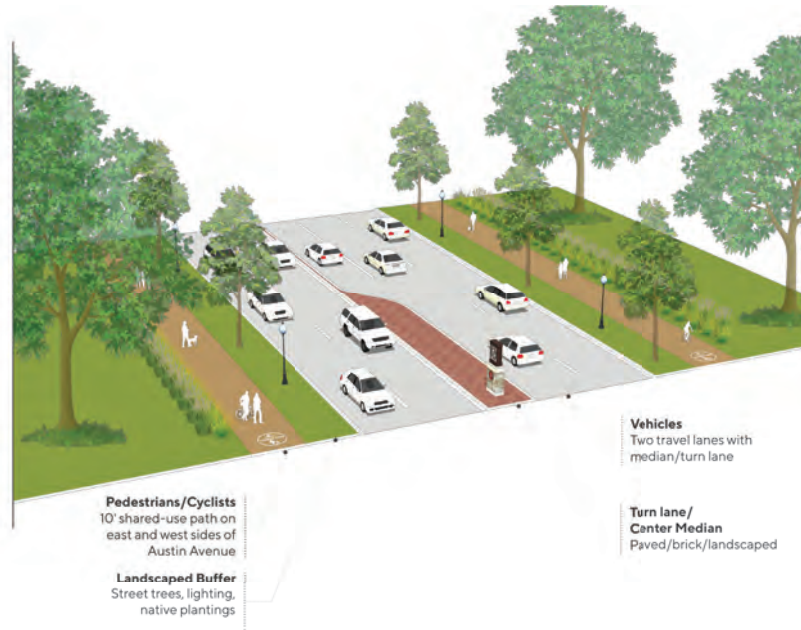 Vehicles
Two travel lanes with
median/turn lane
Pedestrians/Cyclists
10' shared-use path on
east and west sides of
Austin Avenue
Turn lane/
Center Median
Paved/brick/landscaped
Landscaped Buffer
Street trees, lighting,
native plantings